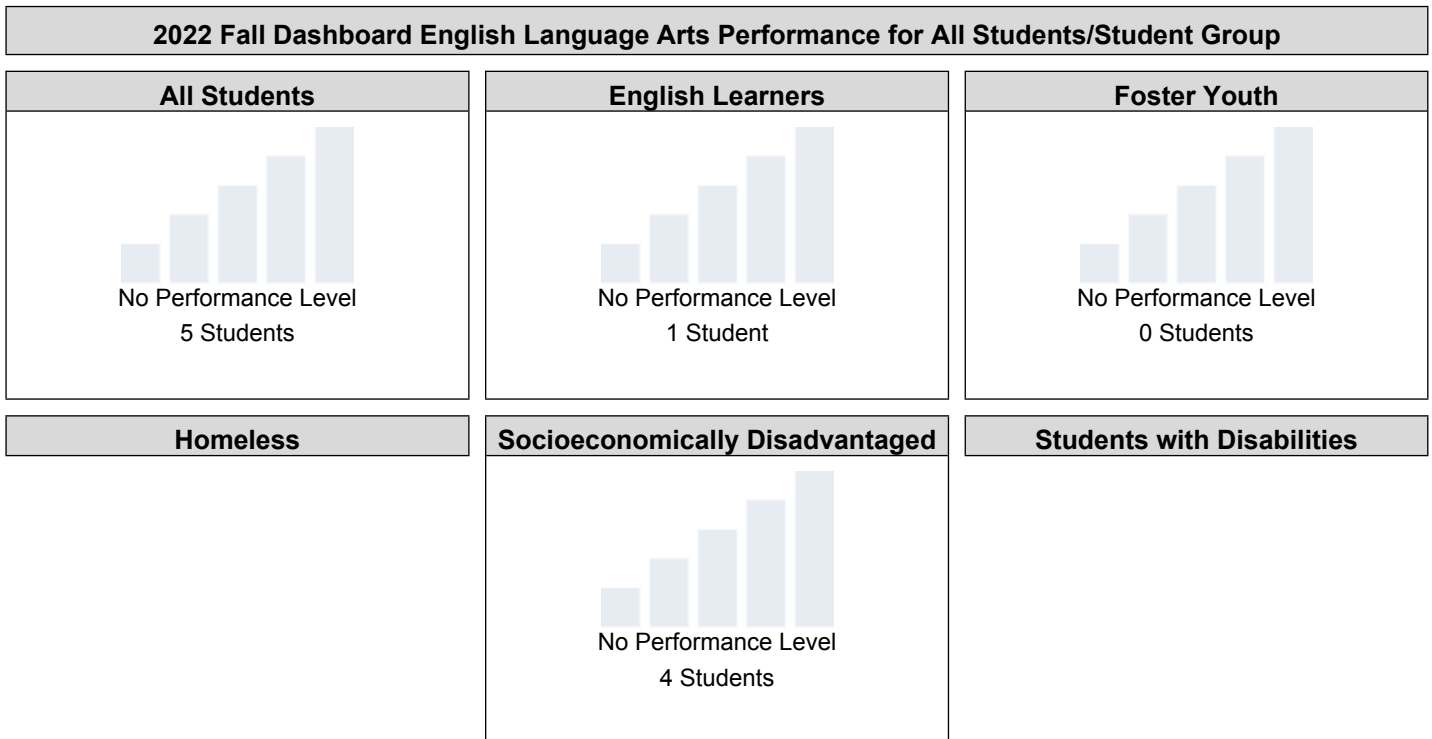 2022 Fall Dashboard English Language Arts Performance for All Students/Student Group
All Students
No Performance Level
5 Students
English Learners
No Performance Level
1 Student
Foster Youth
No Performance Level
0 Students
Homeless
Socioeconomically Disadvantaged
No Performance Level
4 Students
Students with Disabilities